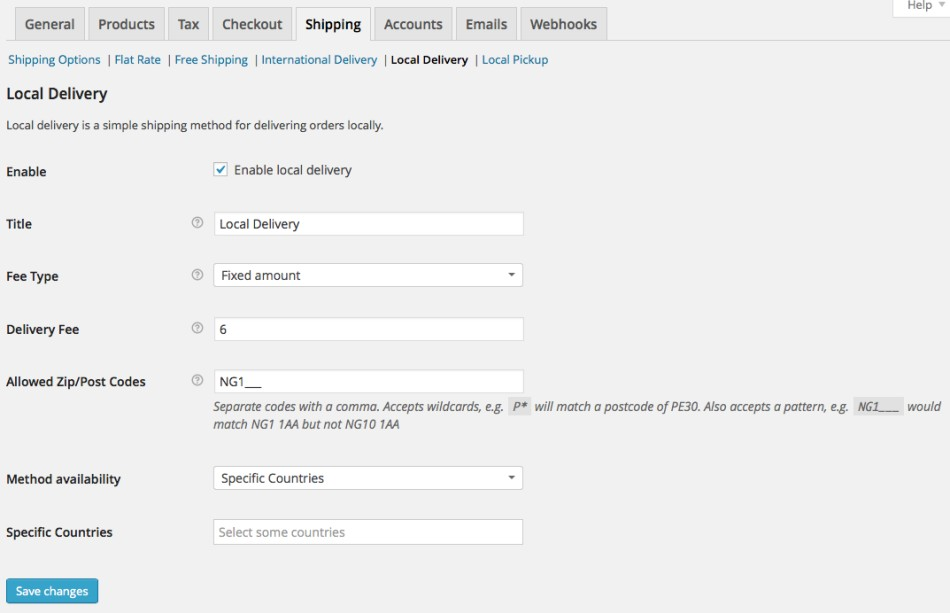 Help
General Products Tax Checkout Shipping Accounts Emails Webhooks
Shipping Options | Flat Rate | Free Shipping | International Delivery | Local Delivery | Local Pickup
Local Delivery
Local delivery is a simple shipping method for delivering orders locally.
Enable Enable local delivery
Title ? Local Delivery
Fee Type ? Fixed amount
Delivery Fee ? 6
Allowed Zip/Post Codes ? NG1___
Separate codes with a comma. Accepts wildcards, e.g. P* will match a postcode of PE30. Also accepts a pattern, e.g. NG1___ would
match NG1 1AA but not NG10 1AA
Method availability Specific Countries
Specific Countries Select some countries
Save changes